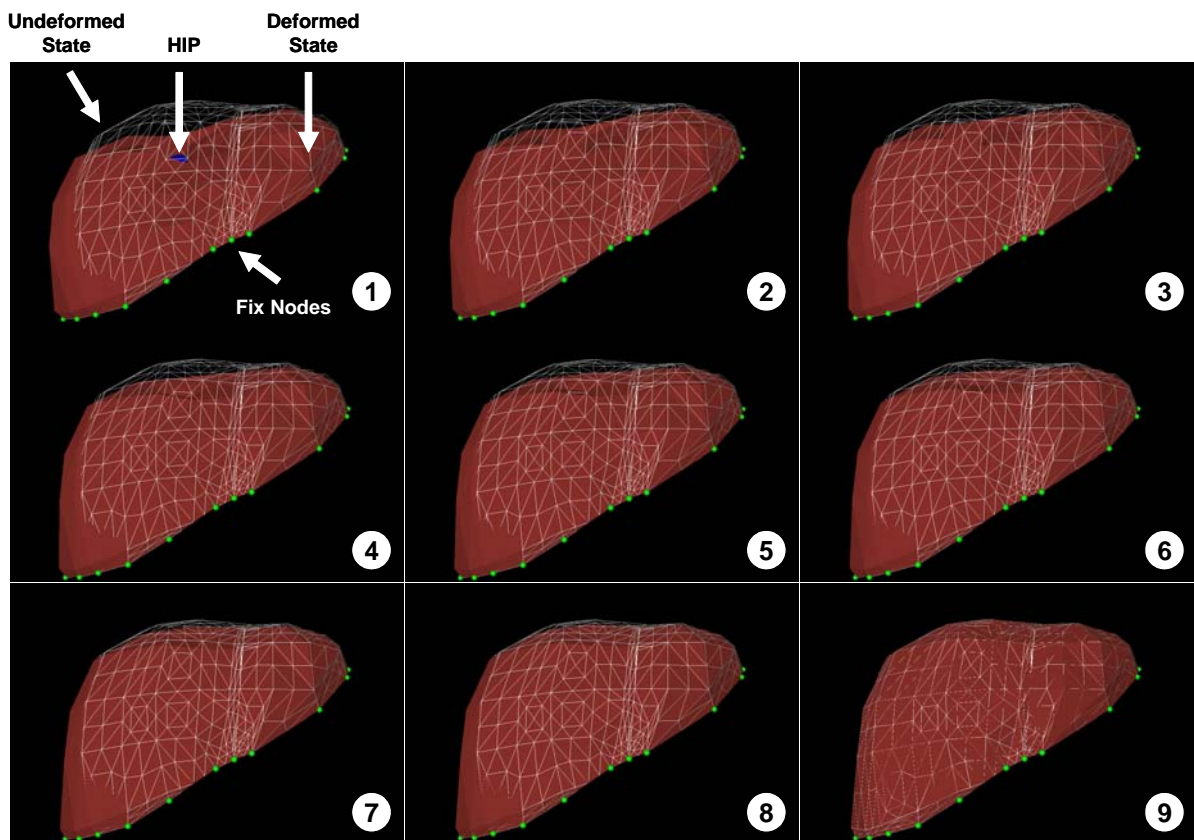 Undeformed
State
HIP
Deformed
State
Fix Nodes
1
2
3
4
5
6
7
8
9